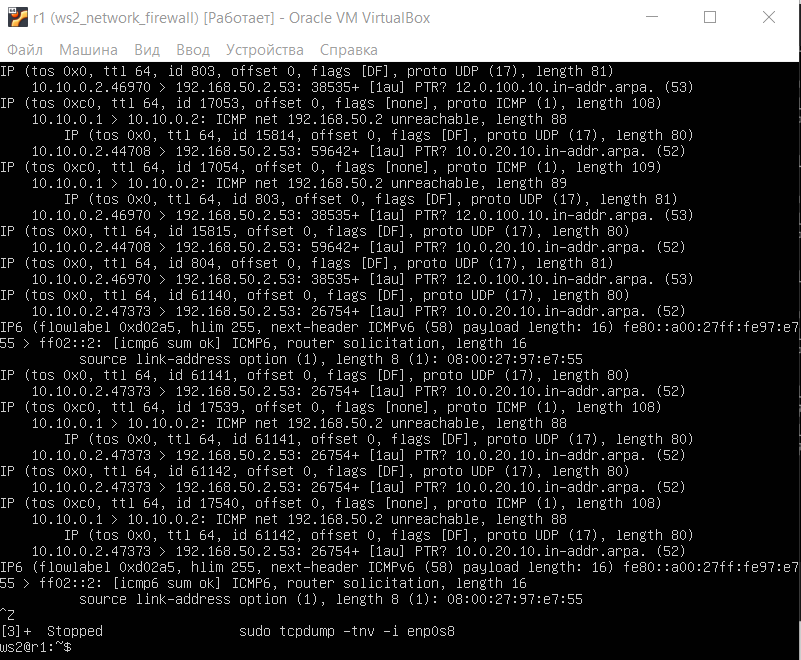 r1 (ws2_network_firewall) [Работает] - Oracle VM VirtualBox
Файл Машина Вид Ввод Устройства Справка
IP (tos 0x0, ttl 64, id 803, offset 0, flags [DF], proto UDP (17), length 81)
10.10.0.2.46970 > 192.168.50.2.53: 38535+ [1au] PTR? 12.0.100.10.in-addr.arpa. (53)
IP (tos 0xc0, ttl 64, id 17053, offset 0, flags [none], proto ICMP (1), length 108)
10.10.0.1 > 10.10.0.2: ICMP net 192.168.50.2 unreachable, length 88
IP (tos 0x0, ttl 64, id 15814, offset 0, flags [DF], proto UDP (17), length 80)
10.10.0.2.44708 > 192.168.50.2.53: 59642+ [1au] PTR? 10.0.20.10.in-addr.arpa. (52)
IP (tos 0xc0, ttl 64, id 17054, offset 0, flags [none], proto ICMP (1), length 109)
10.10.0.1 > 10.10.0.2: ICMP net 192.168.50.2 unreachable, length 89
IP (tos 0x0, ttl 64, id 803, offset 0, flags [DF], proto UDP (17), length 81)
10.10.0.2.46970 > 192.168.50.2.53: 38535+ [1au] PTR? 12.0.100.10.in-addr.arpa. (53)
IP (tos 0x0, ttl 64, id 15815, offset 0, flags [DF], proto UDP (17), length 80)
10.10.0.2.44708 > 192.168.50.2.53: 59642+ [1au] PTR? 10.0.20.10.in-addr.arpa. (52)
IP (tos 0x0, ttl 64, id 804, offset 0, flags [DF], proto UDP (17), length 81)
10.10.0.2.46970 > 192.168.50.2.53: 38535+ [1au] PTR? 12.0.100.10.in-addr.arpa. (53)
IP (tos 0x0, ttl 64, id 61140, offset 0, flags [DF], proto UDP (17), length 80)
10.10.0.2.47373 > 192.168.50.2.53: 26754+ [1au] PTR? 10.0.20.10.in-addr.arpa. (52)
IP6 (flowlabel 0xd02a5, hlim 255, next-header ICMPv6 (58) payload length: 16) fe80::a00:27ff:fe97:e7
55 > ff02::2: [icmp6 sum ok] ICMP6, router solicitation, length 16
source link-address option (1), length 8 (1): 08:00:27:97:e7:55
IP (tos 0x0, ttl 64, id 61141, offset 0, flags [DF], proto UDP (17), length 80)
10.10.0.2.47373 > 192.168.50.2.53: 26754+ [1au] PTR? 10.0.20.10.in-addr.arpa. (52)
IP (tos 0xc0, ttl 64, id 17539, offset 0, flags [none], proto ICMP (1), length 108)
10.10.0.1 > 10.10.0.2: ICMP net 192.168.50.2 unreachable, length 88
IP (tos 0x0, ttl 64, id 61141, offset 0, flags [DF], proto UDP (17), length 80)
10.10.0.2.47373 > 192.168.50.2.53: 26754+ [1au] PTR? 10.0.20.10.in-addr.arpa. (52)
IP (tos 0x0, ttl 64, id 61142, offset 0, flags [DF], proto UDP (17), length 80)
10.10.0.2.47373 > 192.168.50.2.53: 26754+ [1au] PTR? 10.0.20.10.in-addr.arpa. (52)
IP (tos 0xc0, ttl 64, id 17540, offset 0, flags [none], proto ICMP (1), length 108)
10.10.0.1 > 10.10.0.2: ICMP net 192.168.50.2 unreachable, length 88
IP (tos 0x0, ttl 64, id 61142, offset 0, flags [DF], proto UDP (17), length 80)
10.10.0.2.47373 > 192.168.50.2.53: 26754+ [1au] PTR? 10.0.20.10.in-addr.arpa. (52)
IP6 (flowlabel 0xd02a5, hlim 255, next-header ICMPv6 (58) payload length: 16) fe80::a00:27ff:fe97:e7
55 > ff02::2: [icmp6 sum ok] ICMP6, router solicitation, length 16
source link-address option (1), length 8 (1): 08:00:27:97:e7:55
^Z
[3]+ Stopped sudo tcpdump -tnv -i enp0s8
ws2@r1:~$